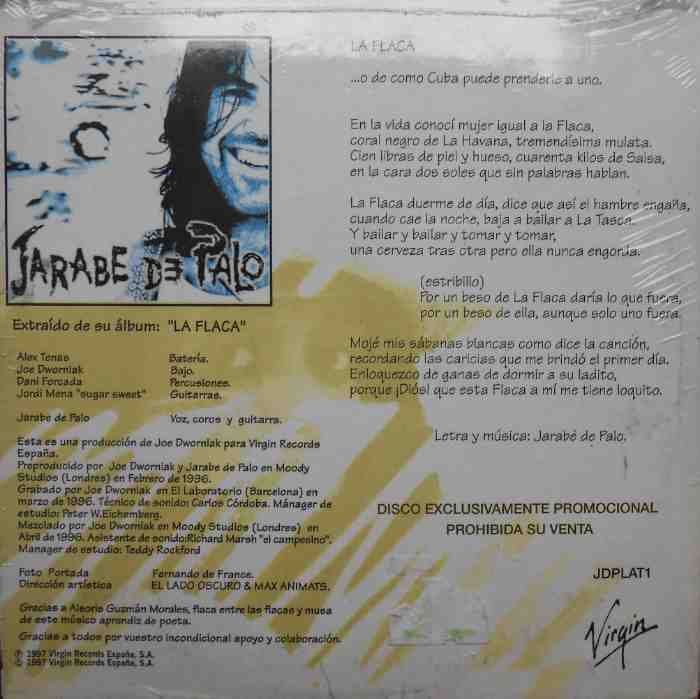 JARABE DE PALO
Extraído de su álbum: "LA FLACA"
Alex Tenas Batería.
Joe Dworniak Bajo.
Dani Forcada Percusiones.
Jordi Mena "sugar sweet" Guitarras.
Jarabe de Palo Voz, coros y guitarra.
Esta es una producción de Joe Dworniak para Virgin Records
España.
Preproducido por Joe Dworniak y Jarabe de Palo en Moody
Studios (Londres) en Febrero de 1996.
Grabado por Joe Dworniak en El Laboratorio (Barcelona) en
marzo de 1996. Técnico de sonido: Carlos Córdoba. Mánager de
estudio: Peter W.Eichemberg.
Mezclado por Joe Dworniak en Moody Studios (Londres) en
Abril de 1996. Asistente de sonido:Richard Marsh "el campesino".
Manager de estudio: Teddy Rockford
Foto Portada Fernando de France.
Dirección artística EL LADO OSCURO & MAX ANIMATS.
Gracias a Aleoris Guzmán Morales, flaca entre las flacas y musa
de este músico aprendiz de poeta.
Gracias a todos por vuestro incondicional apoyo y colaboración.
℗ 1997 Virgin Records España, S.A.
© 1997 Virgin Records España, S.A.
LA FLACA
...o de como Cuba puede prenderle a uno.
En la vida conocí mujer igual a la Flaca,
coral negro de La Havana, tremendísima mulata.
Cien libras de piel y hueso, cuarenta kilos de Salsa,
en la cara dos soles que sin palabras hablan.
La Flaca duerme de día, dice que así el hambre engaña,
cuando cae la noche, baja a bailar a La Tasca.
Y bailar y bailar y tomar y tomar,
una cerveza tras otra pero ella nunca engorda.
(estribillo)
Por un beso de La Flaca daría lo que fuera,
por un beso de ella, aunque solo uno fuera.
Mojé mis sábanas blancas como dice la canción,
recordando las caricias que me brindó el primer día.
Enloquezco de ganas de dormir a su ladito,
porque ¡Diós! que esta Flaca a mí me tiene loquito.
Letra y música: Jarabe de Palo.
DISCO EXCLUSIVAMENTE PROMOCIONAL
PROHIBIDA SU VENTA
JDPLAT1
Virgin